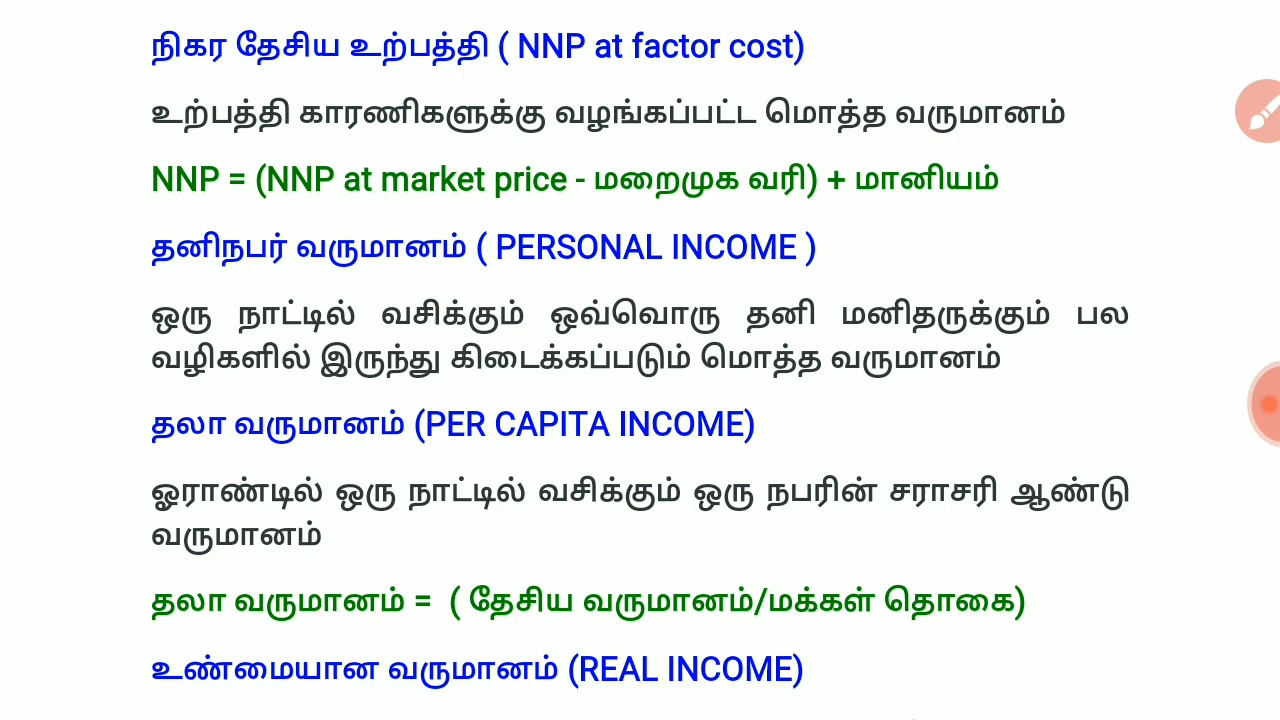 நிகர தேசிய உற்பத்தி ( NNP at factor cost)
உற்பத்தி காரணிகளுக்கு வழங்கப்பட்ட மொத்த வருமானம்
NNP = (NNP at market price - மறைமுக வரி) + மானியம்
தனிநபர் வருமானம் ( PERSONAL INCOME )
ஒரு நாட்டில் வசிக்கும் ஒவ்வொரு தனி மனிதருக்கும் பல
வழிகளில் இருந்து கிடைக்கப்படும் மொத்த வருமானம்
தலா வருமானம் (PER CAPITA INCOME)
ஓராண்டில் ஒரு நாட்டில் வசிக்கும் ஒரு நபரின் சராசரி ஆண்டு
வருமானம்
தலா வருமானம் = ( தேசிய வருமானம்/மக்கள் தொகை)
உண்மையான வருமானம் (REAL INCOME)